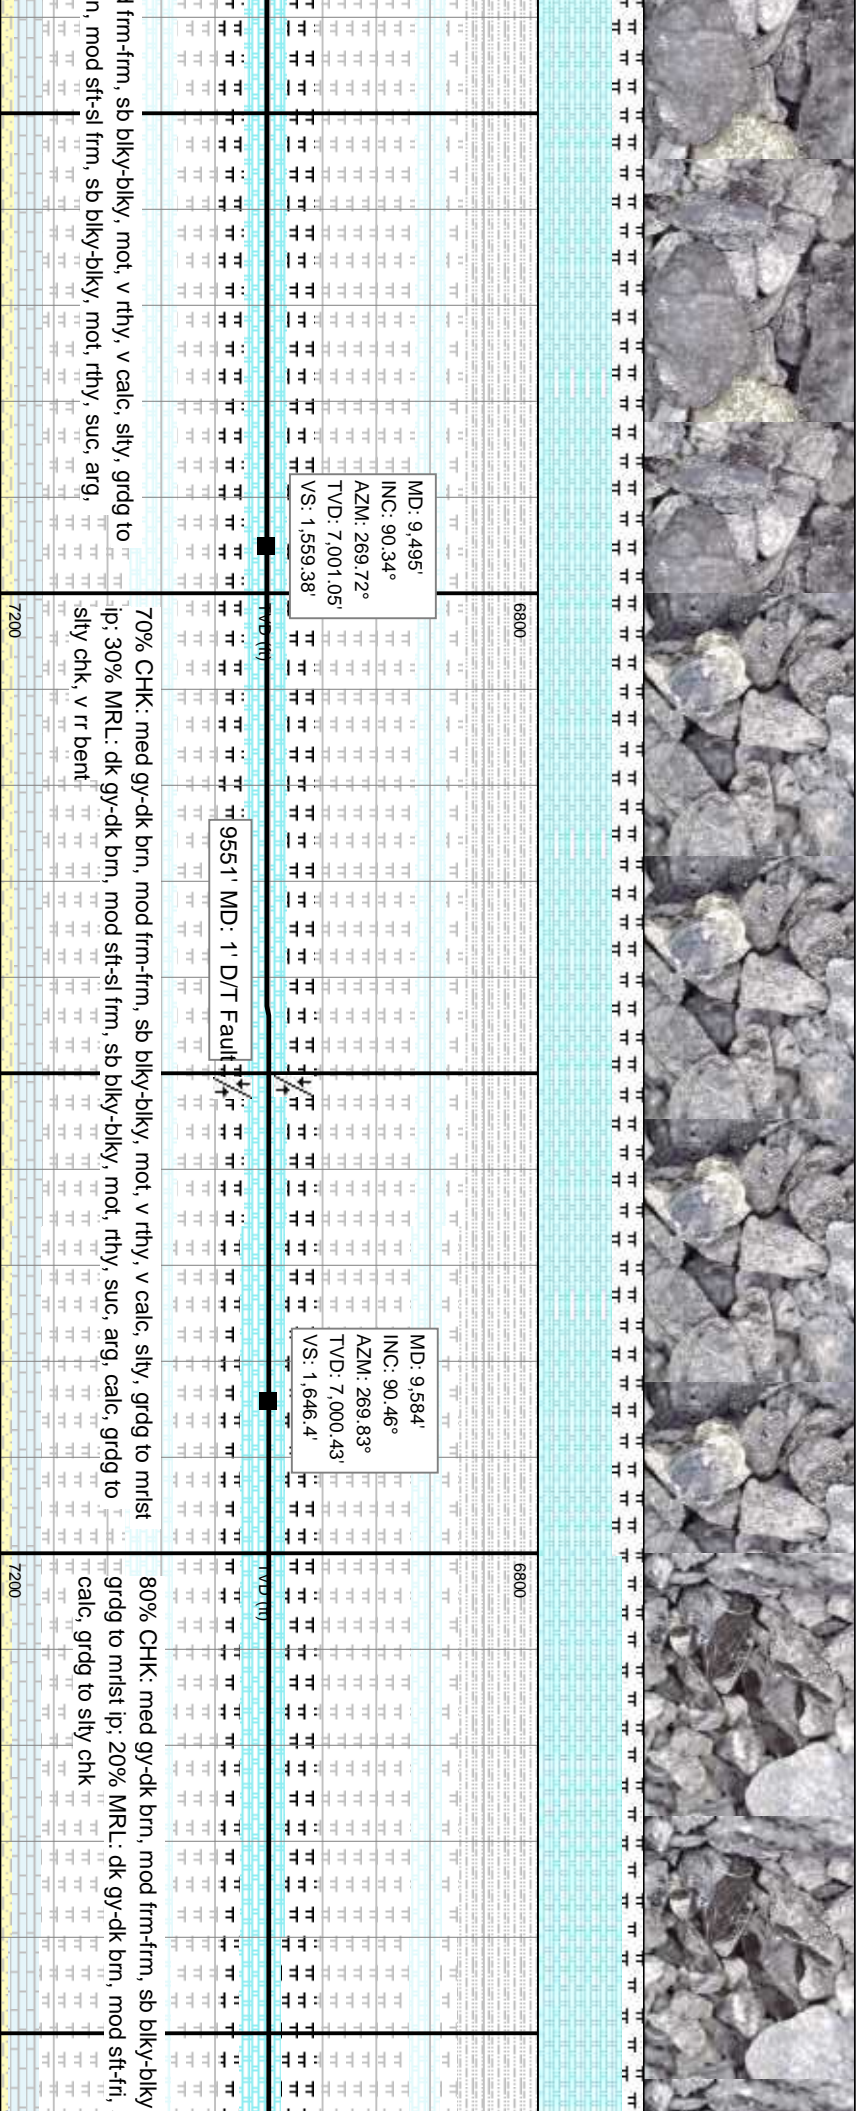 d frm-frm, sb blky-blky, mot, v rthy, v calc, slty, grdg to
n, mod sft-sl frm, sb blky-blky, mot, rthy, suc, arg,
MD: 9,495'
INC: 90.34°
AZM: 269.72°
TVD: 7,001.05'
VS: 1,559.38'
6800
TVD (ft)
7200
70% CHK: med gy-dk brn, mod frm-frm, sb blky-blky, mot, v rthy, v calc, slty, grdg to mrlst
ip; 30% MRL: dk gy-dk brn, mod sft-sl frm, sb blky-blky, mot, rthy, suc, arg, calc, grdg to
slty chk, v rr bent
9551' MD: 1' D/T Fault
MD: 9,584'
INC: 90.46°
AZM: 269.83°
TVD: 7,000.43'
VS: 1,646.4'
6800
TVD (ft)
7200
80% CHK: med gy-dk brn, mod frm-frm, sb blky-blky
grdg to mrlst ip; 20% MRL: dk gy-dk brn, mod sft-fri,
calc, grdg to slty chk